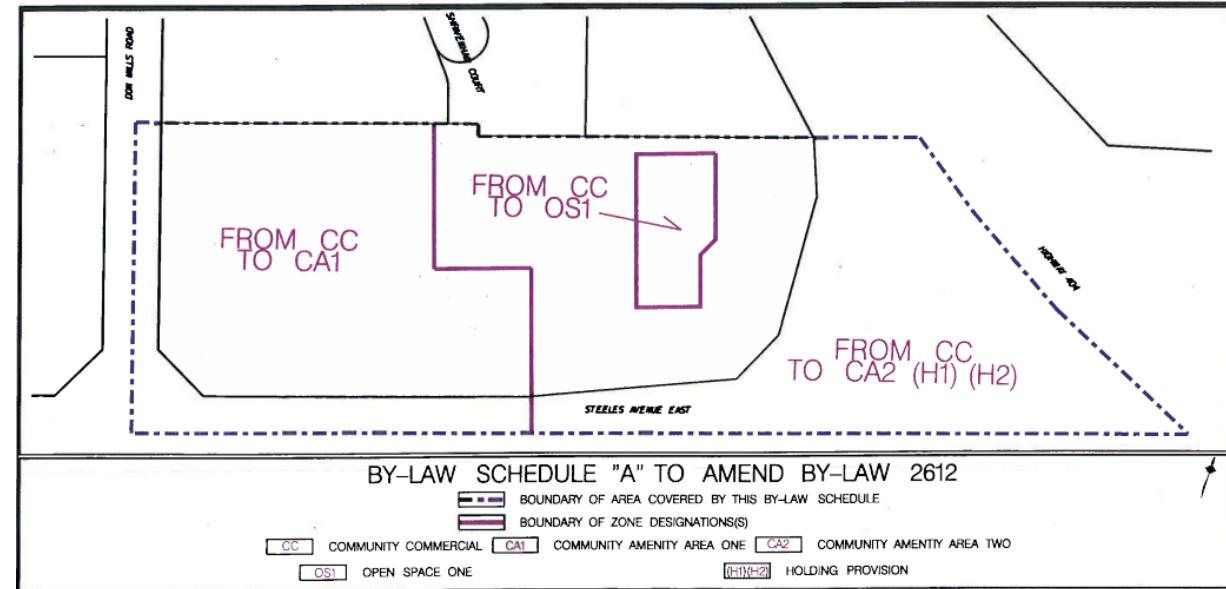 DON MILLS ROAD
COURT
FROM CC
TO OS1
FROM CC
TO CA1
HIGHWAY 404
FROM CC
TO CA2 (H1) (H2)
STEELES AVENUE EAST
BY-LAW SCHEDULE "A" TO AMEND BY-LAW 2612
BOUNDARY OF AREA COVERED BY THIS BY-LAW SCHEDULE
BOUNDARY OF ZONE DESIGNATIONS(S)
CC COMMUNITY COMMERCIAL CA1 COMMUNITY AMENITY AREA ONE CA2 COMMUNITY AMENTIY AREA TWO
OS1 OPEN SPACE ONE (H1)(H2) HOLDING PROVISION